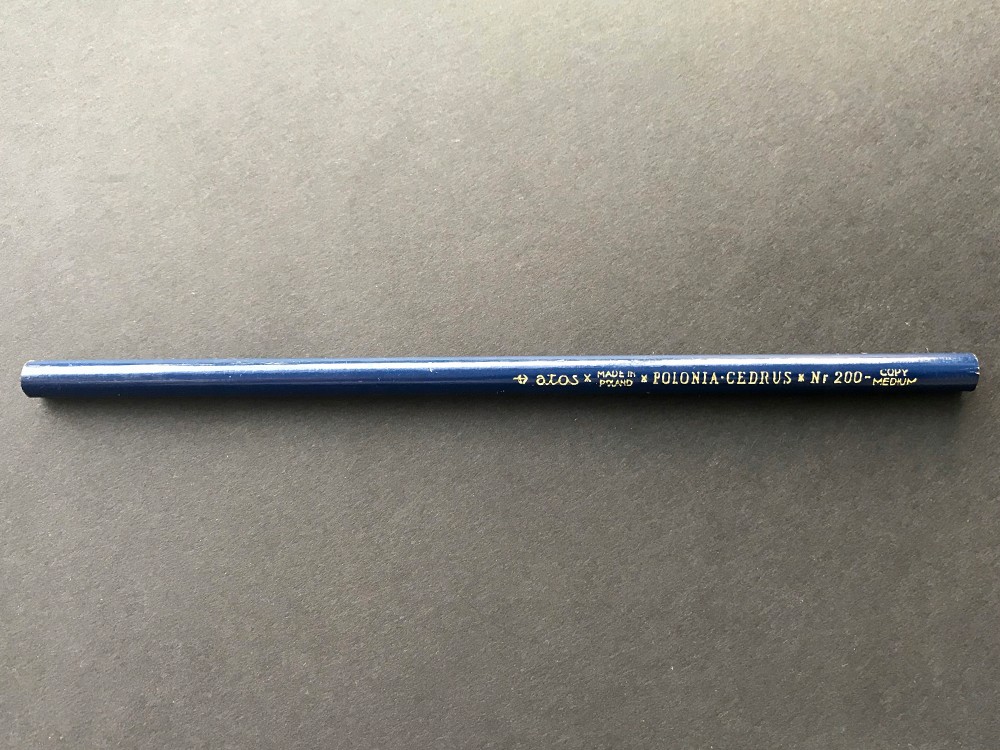 atos x MADE IN POLAND x POLONIA·CEDRUS x Nr 200- COPY MEDIUM